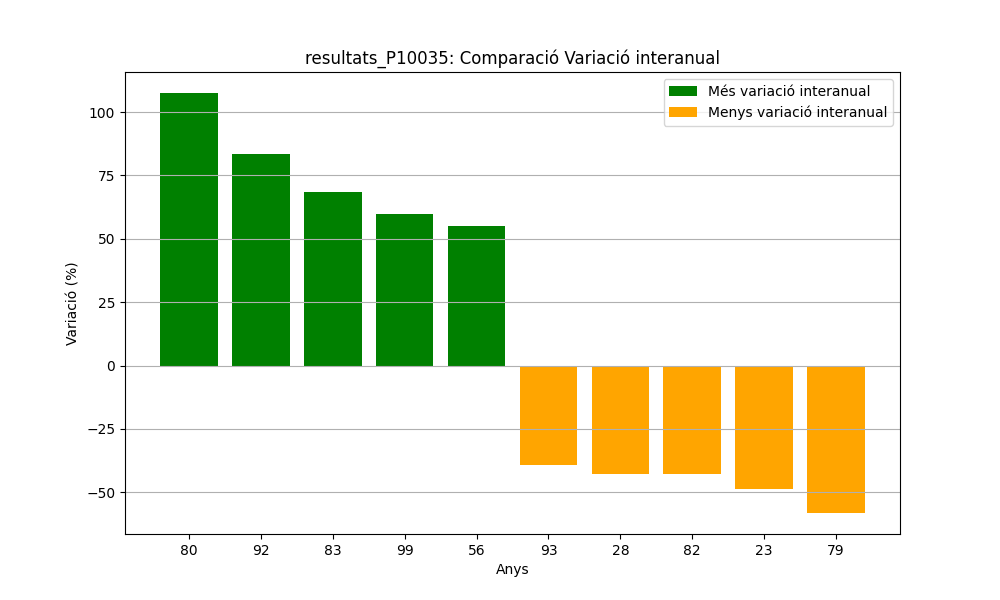 resultats_P10035: Comparació Variació interanual
Més variació interanual
Menys variació interanual
Variació (%)
100
75
50
25
0
−25
−50
80 92 83 99 56 93 28 82 23 79
Anys